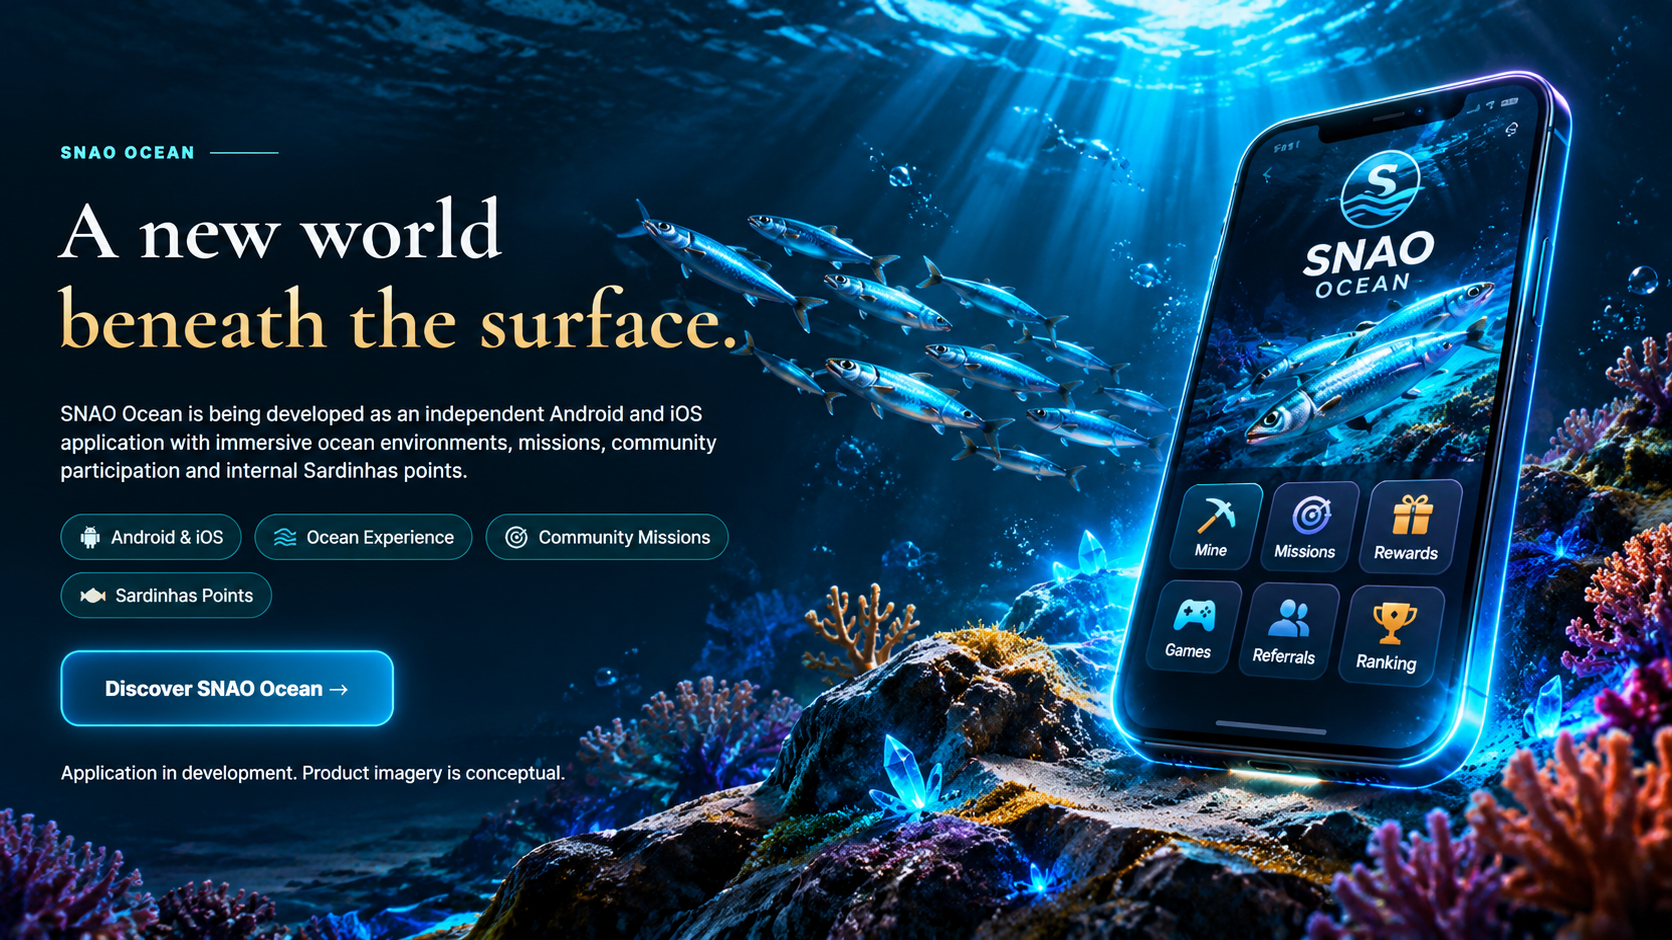 SNAO OCEAN
A new world
beneath the surface.
SNAO Ocean is being developed as an independent Android and iOS
application with immersive ocean environments, missions, community
participation and internal Sardinhas points.
Android & iOS
Ocean Experience
Community Missions
Sardinhas Points
Discover SNAO Ocean →
Application in development. Product imagery is conceptual.
S
SNAO
OCEAN
Mine
Missions
Rewards
Games
Referrals
Ranking